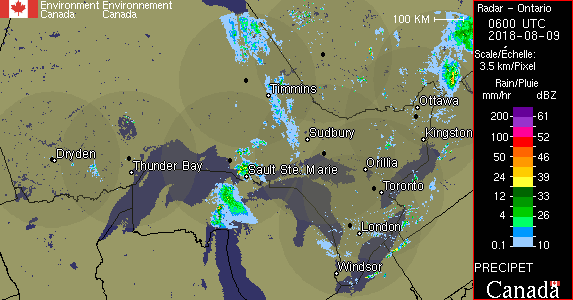 Environment Environnement
Canada Canada
100 KM
Timmins
Ottawa
Sudbury
Kingston
Dryden
Thunder Bay
Sault Ste. Marie
Orillia
Toronto
London
Windsor
Radar - Ontario
0600 UTC
2018-08-09
Scale/Échelle:
3.5 km/Pixel
Rain/Pluie
mm/hr dBZ
200 61
100 52
50 46
24 39
12 33
4 26
0.1 10
PRECIPET
Canada